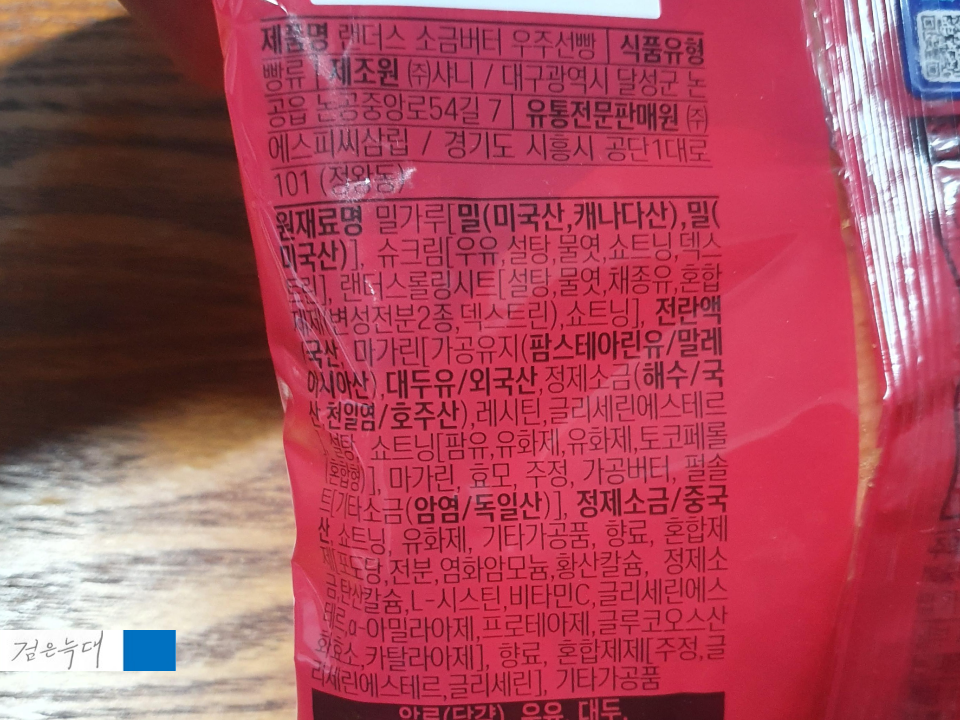 제품명 랜더스 소금버터 우주선빵 | 식품유형
빵류 | 제조원 ㈜샤니 / 대구광역시 달성군 논
공읍 논공중앙로54길 7 | 유통전문판매원 ㈜
에스피씨삼립 / 경기도 시흥시 공단1대로
101 (정왕동)
원재료명 밀가루[밀(미국산,캐나다산),밀(
미국산)], 슈크림[우유,설탕,물엿,쇼트닝,덱스
트린], 랜더스롤링시트[설탕,물엿,채종유,혼합
제제(변성전분2종,덱스트린),쇼트닝], 전란액
(국산), 마가린[가공유지(팜스테아린유/말레
이시아산),대두유/외국산,정제소금(해수/국
산,천일염/호주산),레시틴,글리세린에스테르
설탕, 쇼트닝[팜유,유화제,유화제,토코페롤
(혼합형)], 마가린, 효모, 주정, 가공버터, 펄솔
트[기타소금(암염/독일산)], 정제소금/중국
산, 쇼트닝, 유화제, 기타가공품, 향료, 혼합제
제[포도당,전분,염화암모늄,황산칼슘, 정제소
금,탄산칼슘,L-시스틴,비타민C,글리세린에스
테르,α-아밀라아제,프로테아제,글루코오스산
화효소,카탈라아제], 향료, 혼합제제[주정,글
리세린에스테르,글리세린], 기타가공품
알류(달걀), 우유, 대두,
검은늑대